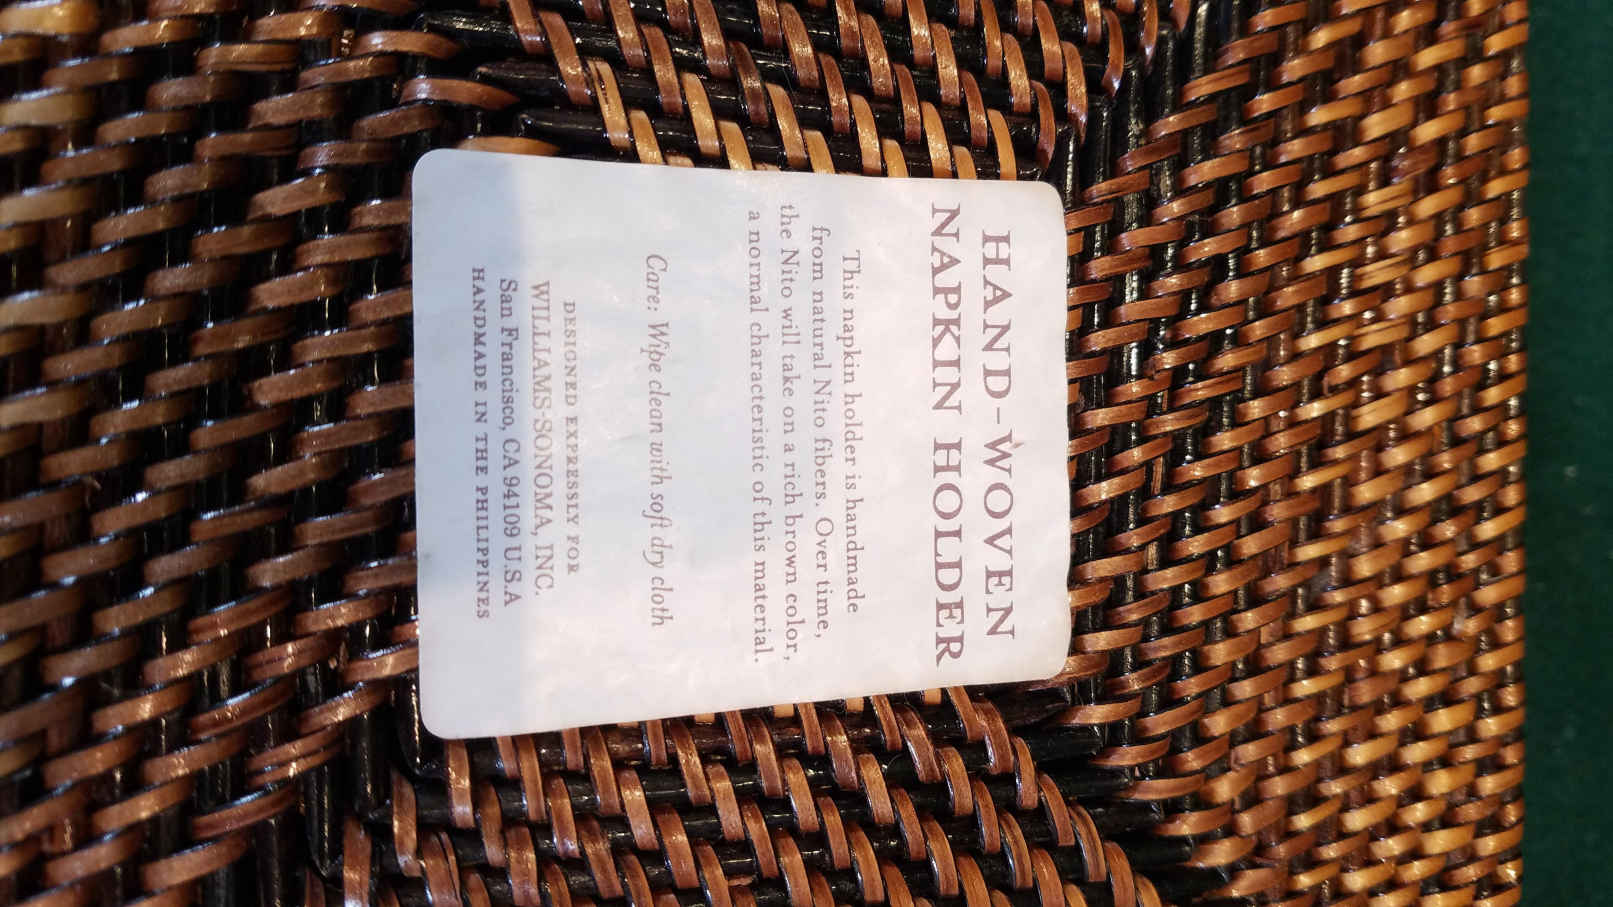 HAND-WOVEN
NAPKIN HOLDER
This napkin holder is handmade
from natural Nito fibers. Over time,
the Nito will take on a rich brown color,
a normal characteristic of this material.
Care: Wipe clean with soft dry cloth
DESIGNED EXPRESSLY FOR
WILLIAMS-SONOMA, INC.
San Francisco, CA 94109 U.S.A
HANDMADE IN THE PHILIPPINES